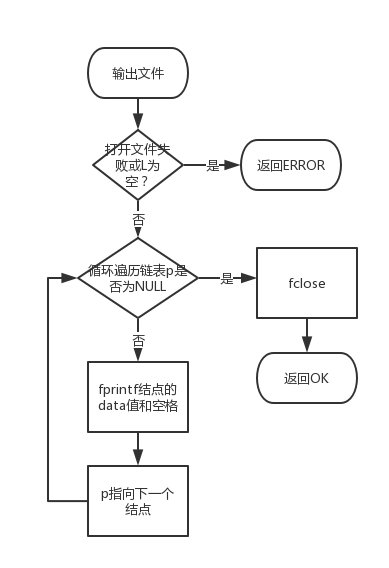 输出文件
打开文件失
败或L为
空？
是
返回ERROR
否
循环遍历链表p是
否为NULL
是
fclose
否
返回OK
fprintf结点的
data值和空格
p指向下一个
结点